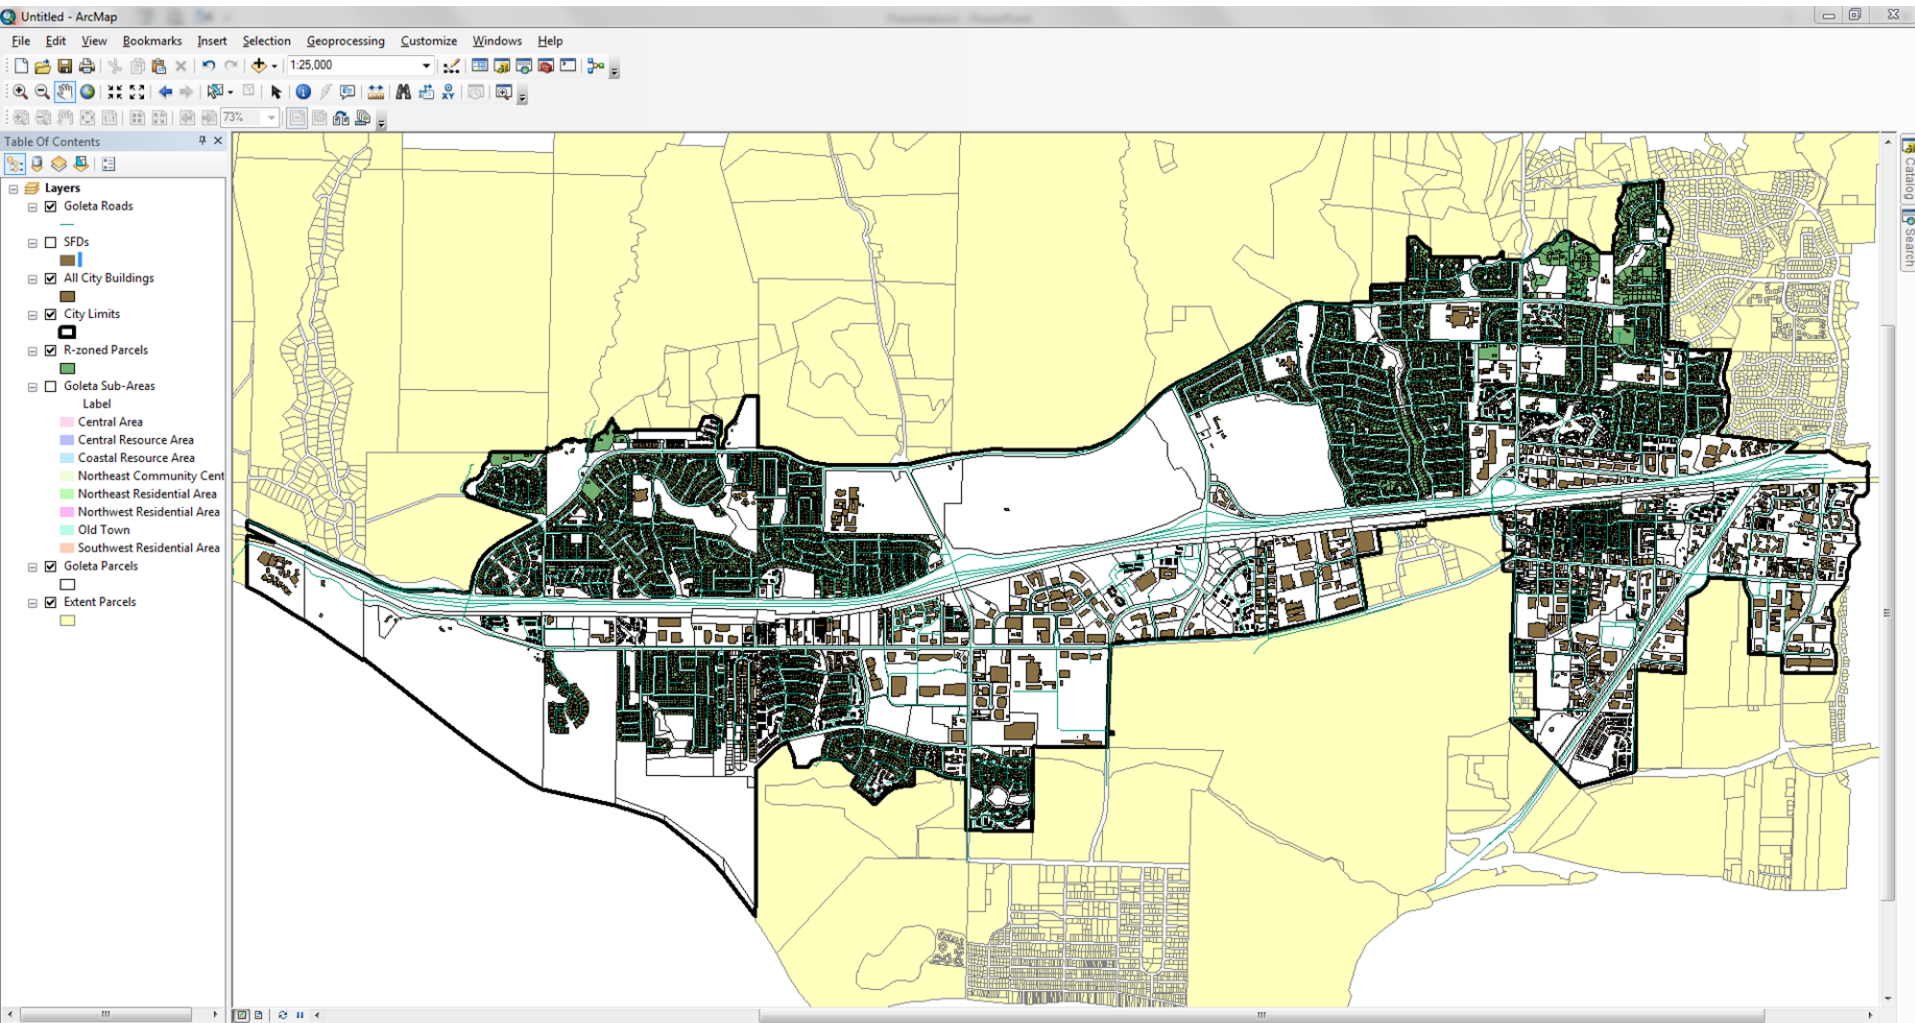 Untitled - ArcMap
File Edit View Bookmarks Insert Selection Geoprocessing Customize Windows Help
1:25,000
73%
Table Of Contents
Layers
Goleta Roads
SFDs
All City Buildings
City Limits
R-zoned Parcels
Goleta Sub-Areas
Label
Central Area
Central Resource Area
Coastal Resource Area
Northeast Community Cent
Northeast Residential Area
Northwest Residential Area
Old Town
Southwest Residential Area
Goleta Parcels
Extent Parcels
Catalog
Search